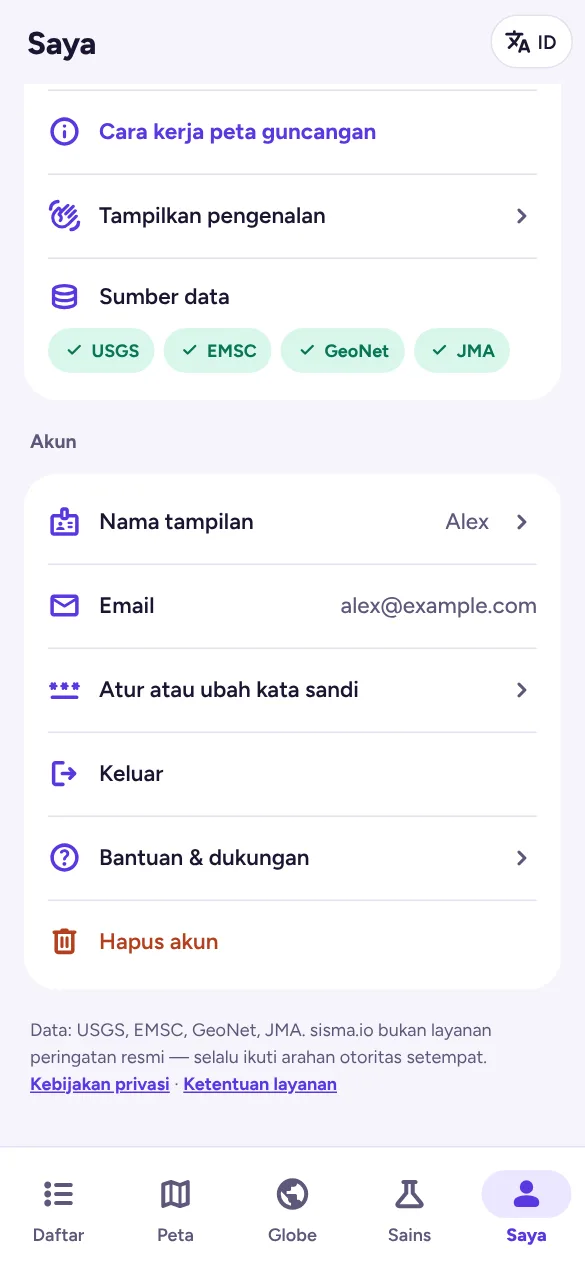 Saya
ID
Cara kerja peta guncangan
Tampilkan pengenalan
Sumber data
USGS
EMSC
GeoNet
JMA
Akun
Nama tampilan
Alex
Email
alex@example.com
Atur atau ubah kata sandi
Keluar
Bantuan & dukungan
Hapus akun
Data: USGS, EMSC, GeoNet, JMA. sisma.io bukan layanan
peringatan resmi — selalu ikuti arahan otoritas setempat.
Kebijakan privasi · Ketentuan layanan
Daftar
Peta
Globe
Sains
Saya